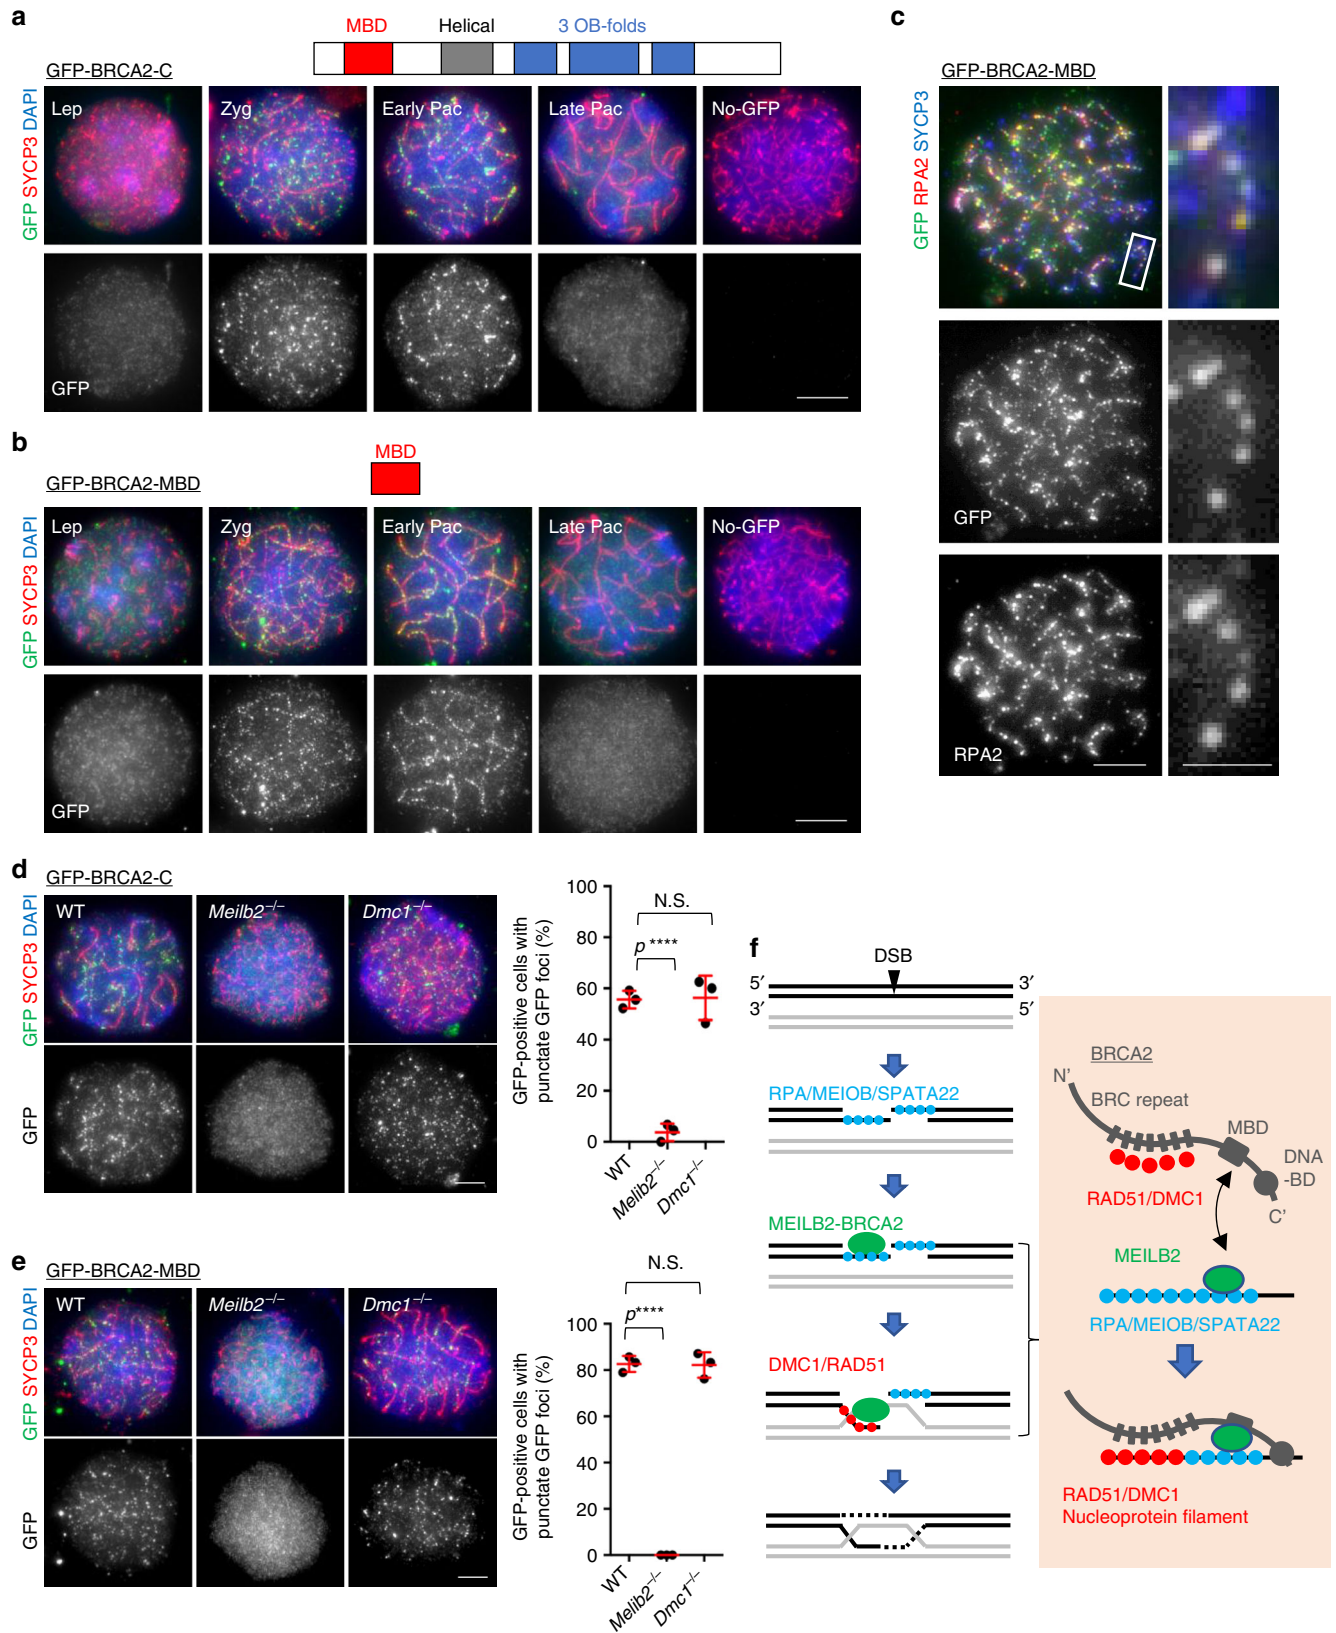 a
MBD
Helical
3 OB-folds
GFP-BRCA2-C
GFP SYCP3 DAPI
Lep
Zyg
Early Pac
Late Pac
No-GFP
GFP
b
MBD
GFP-BRCA2-MBD
GFP SYCP3 DAPI
Lep
Zyg
Early Pac
Late Pac
No-GFP
GFP
c
GFP-BRCA2-MBD
GFP RPA2 SYCP3
GFP
RPA2
d
GFP-BRCA2-C
GFP SYCP3 DAPI
WT
Meilb2–/–
Dmc1–/–
GFP
GFP-positive cells with
punctate GFP foci (%)
100
80
60
40
20
0
N.S.
p ****
WT
Melib2–/–
Dmc1–/–
e
GFP-BRCA2-MBD
GFP SYCP3 DAPI
WT
Meilb2–/–
Dmc1–/–
GFP
GFP-positive cells with
punctate GFP foci (%)
100
80
60
40
20
0
N.S.
p****
WT
Melib2–/–
Dmc1–/–
f
DSB
5′ 3′
3′ 5′
RPA/MEIOB/SPATA22
MEILB2-BRCA2
DMC1/RAD51
BRCA2
N’
BRC repeat
MBD
DNA
-BD
RAD51/DMC1
C’
MEILB2
RPA/MEIOB/SPATA22
RAD51/DMC1
Nucleoprotein filament